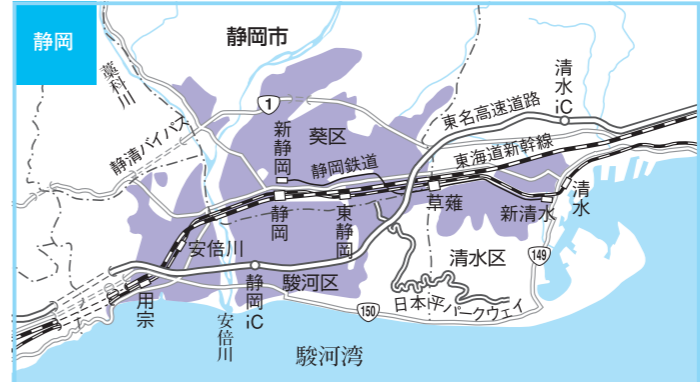 静岡
静岡市
藁科川
清水iC
東名高速道路
1
静清バイパス
新静岡
葵区
静岡鉄道
東海道新幹線
静岡
東静岡
草薙
新清水
清水
安倍川
静岡iC
駿河区
清水区
149
用宗
安倍川
150
日本平パークウェイ
駿河湾